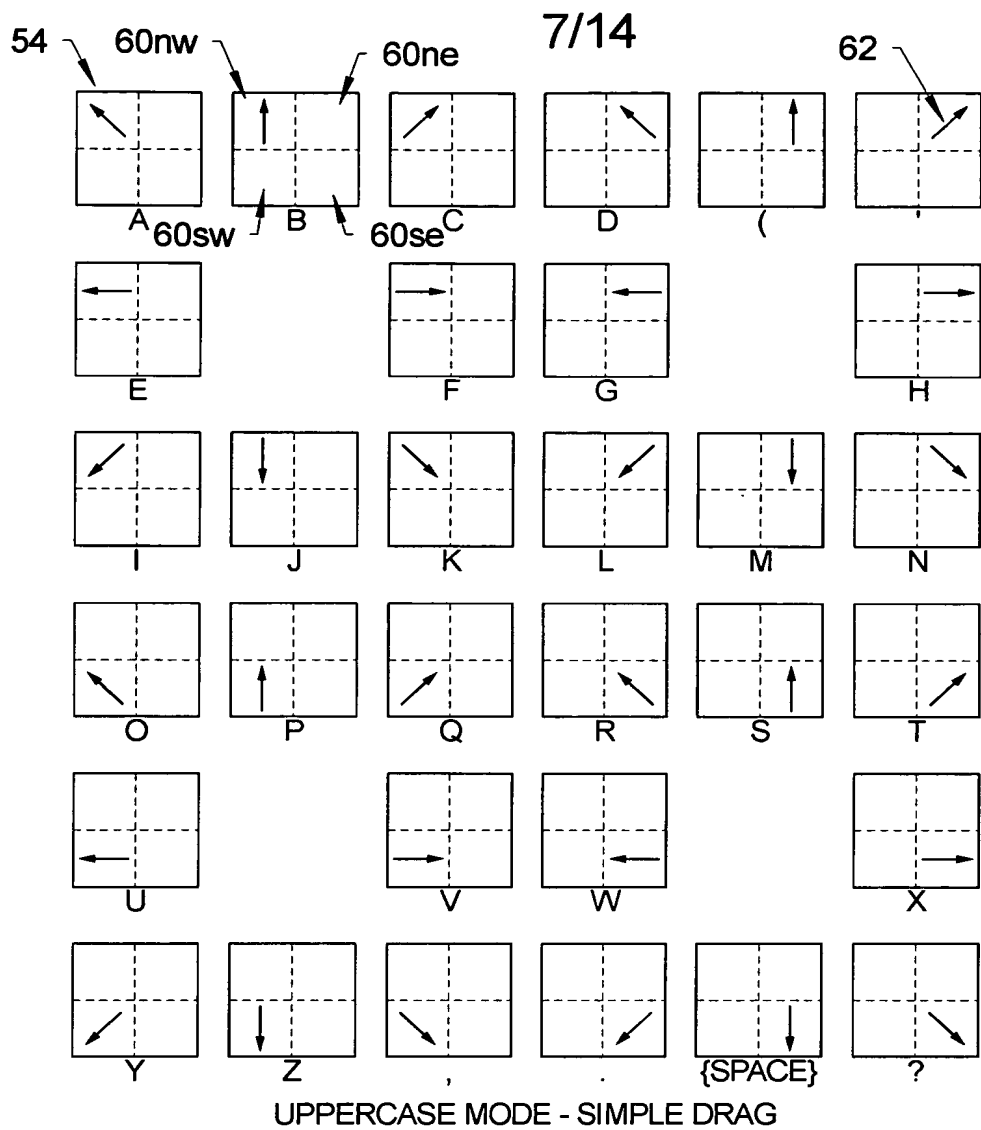 7/14
54 60nw 60ne 62
A B C D ( '
60sw 60se
E F G H
I J K L M N
O P Q R S T
U V W X
Y Z , . {SPACE} ?
UPPERCASE MODE - SIMPLE DRAG